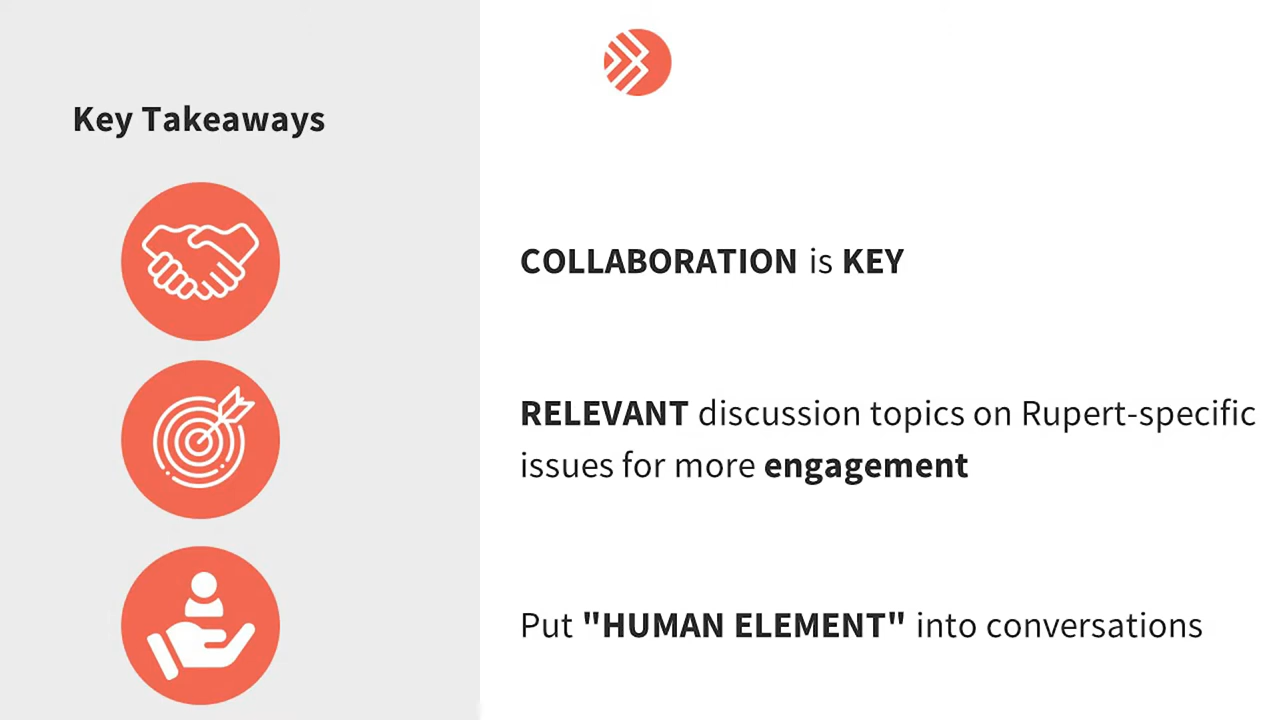 Key Takeaways
COLLABORATION is KEY
RELEVANT discussion topics on Rupert-specific
issues for more engagement
Put "HUMAN ELEMENT" into conversations